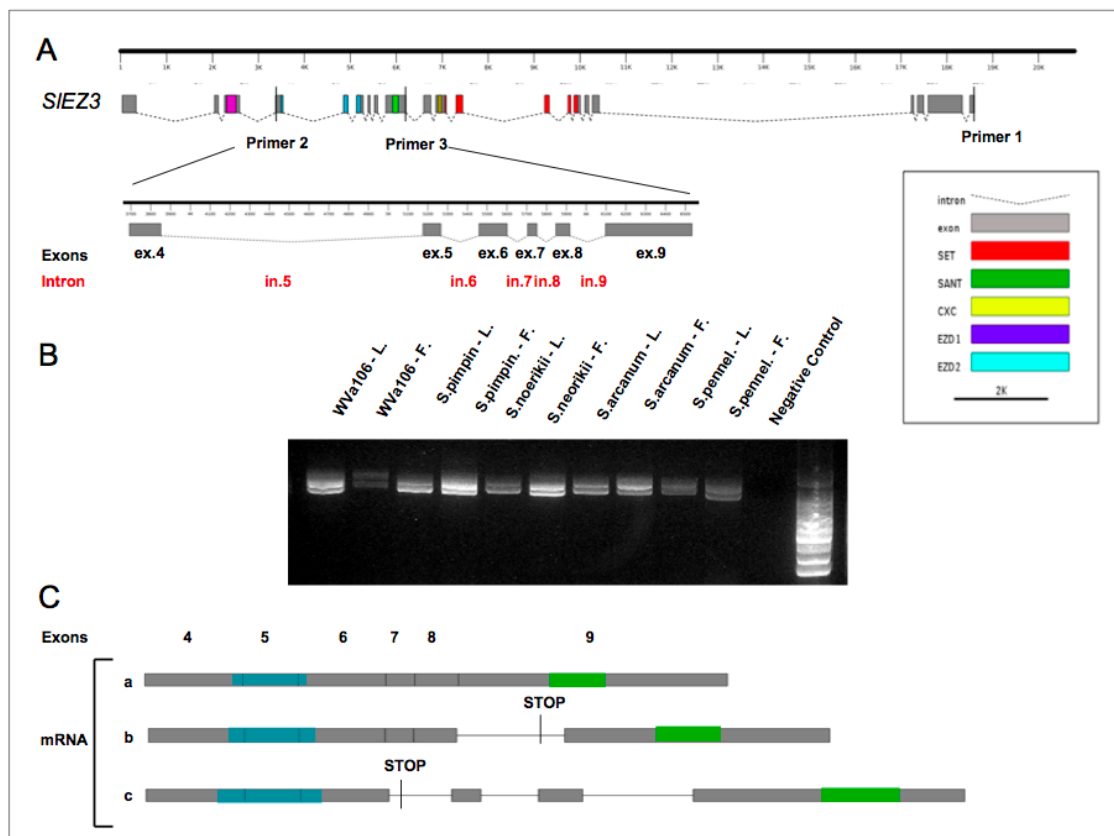 A
1 1K 2K 3K 4K 5K 6K 7K 8K 9K 10K 11K 12K 13K 14K 15K 16K 17K 18K 19K 20K
SlEZ3
Primer 2 Primer 3 Primer 1
Exons ex.4 ex.5 ex.6 ex.7 ex.8 ex.9
Intron in.5 in.6 in.7 in.8 in.9
intron
exon
SET
SANT
CXC
EZD1
EZD2
2K
B
WVa106 - L.
WVa106 - F.
S.pimpin - L.
S.pimpin. - F.
S.noerikii - L.
S.neorikii - F.
S.arcanum - L.
S.arcanum - F.
S.pennel. - L.
S.pennel. - F.
Negative Control
C
Exons 4 5 6 7 8 9
a
STOP
mRNA b
STOP
c